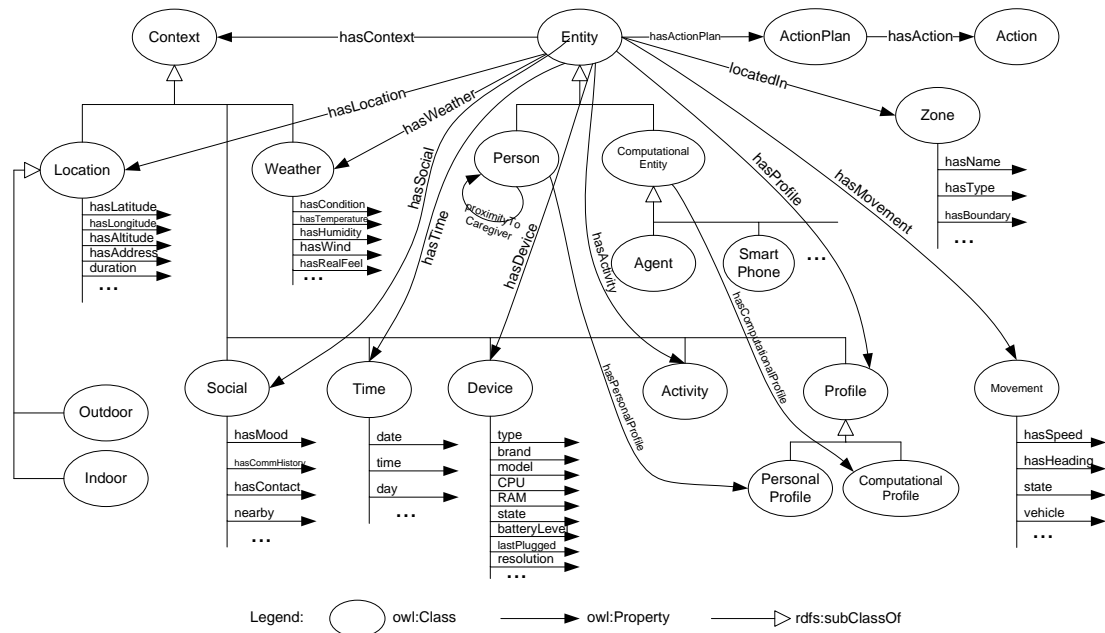 Context
hasContext
Entity
hasActionPlan
ActionPlan
hasAction
Action
hasLocation
hasWeather
hasSocial
hasTime
hasDevice
hasActivity
hasProfile
hasMovement
locatedIn
Zone
hasName
hasType
hasBoundary
...
Location
hasLatitude
hasLongitude
hasAltitude
hasAddress
duration
...
Weather
hasCondition
hasTemperature
hasHumidity
hasWind
hasRealFeel
...
Person
proximityTo
Caregiver
Computational
Entity
Agent
Smart
Phone
...
hasPersonalProfile
hasComputationalProfile
Outdoor
Indoor
Social
hasMood
hasCommHistory
hasContact
nearby
...
Time
date
time
day
...
Device
type
brand
model
CPU
RAM
state
batteryLevel
lastPlugged
resolution
...
Activity
Profile
Personal
Profile
Computational
Profile
Movement
hasSpeed
hasHeading
state
vehicle
...
Legend:
owl:Class
owl:Property
rdfs:subClassOf